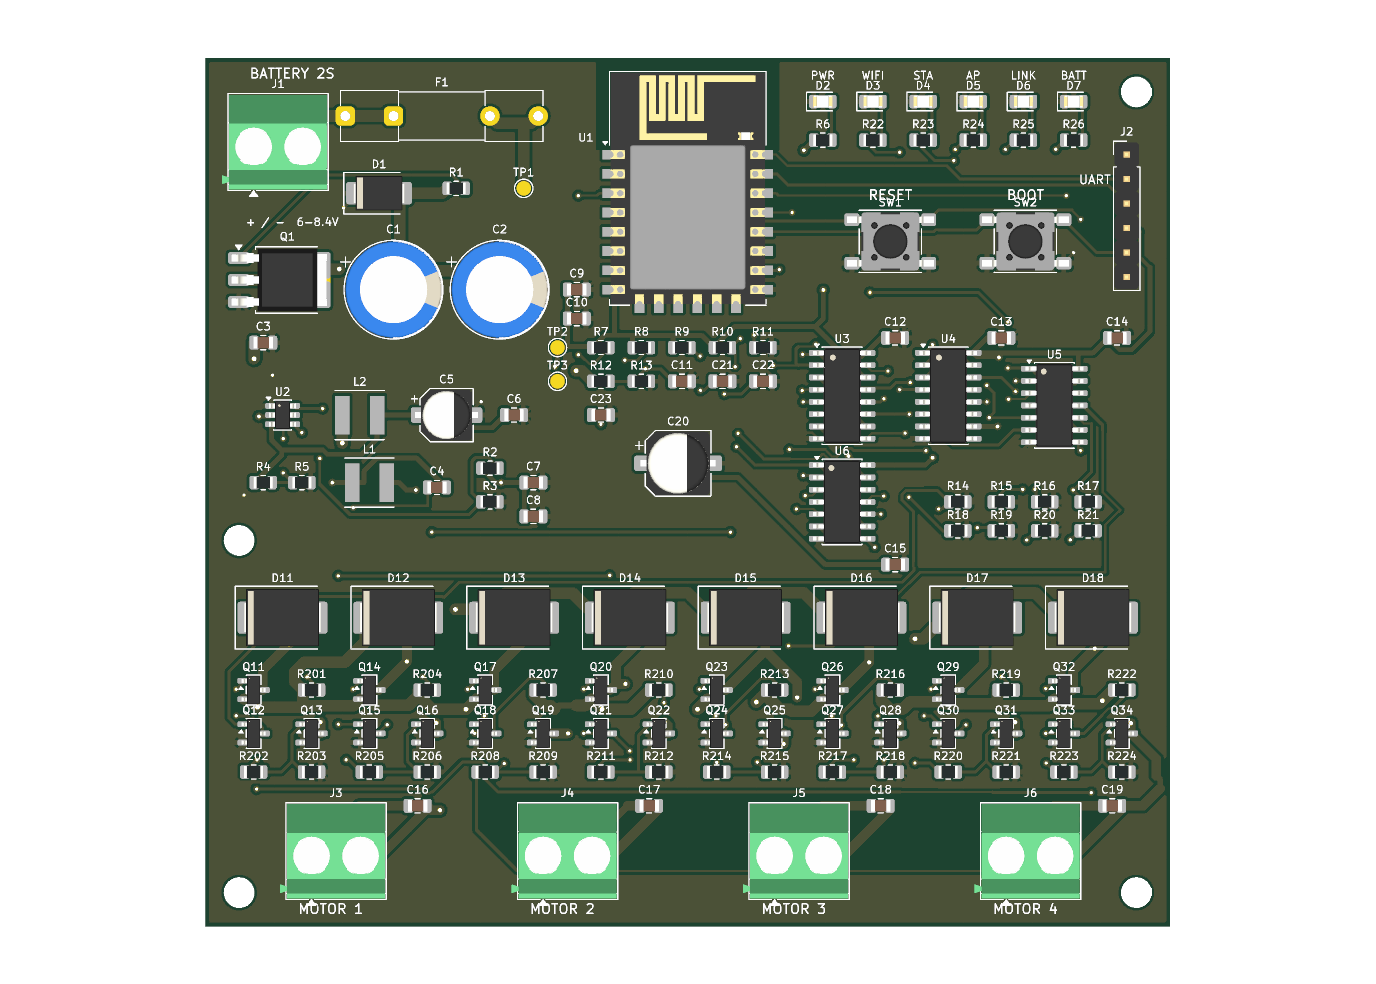 BATTERY 2S
J1
F1
PWR WIFI STA AP LINK BATT
D2 D3 D4 D5 D6 D7
R6 R22 R23 R24 R25 R26
U1
J2
D1 R1 TP1
UART
+ / - 6-8.4V
RESET BOOT
SW1 SW2
Q1 C1 C2
+ +
C9
C10
C3
TP2 R7 R8 R9 R10 R11
C12 C13 C14
U3 U4 U5
TP3 R12 R13 C11 C21 C22
U2 L2 C5 C6 C23 C20
+ +
L1
U6
R4 R5 C4 R2 C7
R3 C8
R14 R15 R16 R17
R18 R19 R20 R21
C15
D11 D12 D13 D14 D15 D16 D17 D18
Q11 R201 Q14 R204 Q17 R207 Q20 R210 Q23 R213 Q26 R216 Q29 R219 Q32 R222
Q12 Q13 Q15 Q16 Q18 Q19 Q21 Q22 Q24 Q25 Q27 Q28 Q30 Q31 Q33 Q34
R202 R203 R205 R206 R208 R209 R211 R212 R214 R215 R217 R218 R220 R221 R223 R224
J3 C16 J4 C17 J5 C18 J6 C19
MOTOR 1 MOTOR 2 MOTOR 3 MOTOR 4